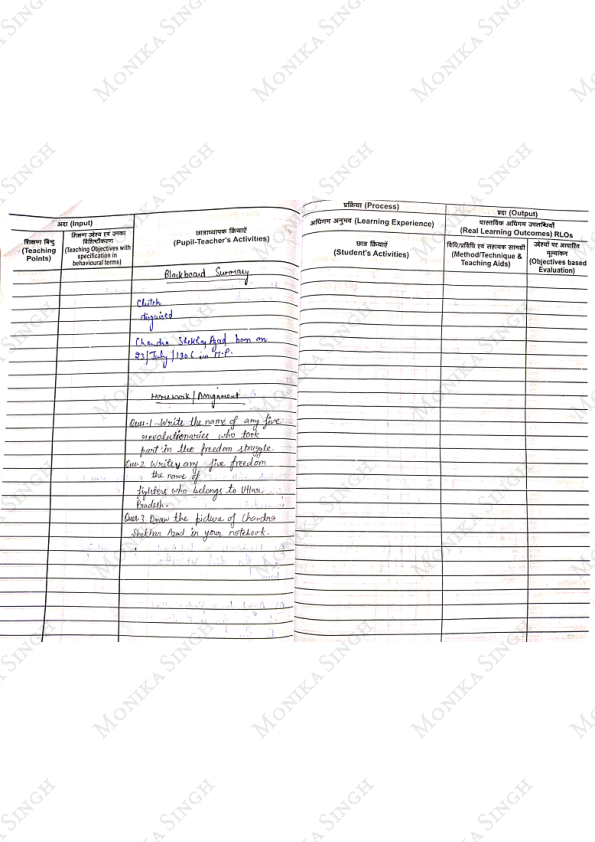 अदा (Input)
शिक्षण बिन्दु
(Teaching
Points)
शिक्षण उद्देश्य एवं उनका
विशिष्टीकरण
(Teaching Objectives with
specification in
behavioural terms)
छात्राध्यापक क्रियाएँ
(Pupil-Teacher's Activities)
Blackboard Summary
Clutch
disguised
Chandra Shekhar Azad born on
23/July/1906 in M.P.
Homework/Assignment
Ques.1 Write the name of any five
revolutionaries who took
part in the freedom struggle.
Ques.2. Write any five freedom
the name of
fighters who belongs to Uttar
Pradesh.
Ques.3. Draw the picture of Chandra
Shekhar Azad in your notebook.
प्रक्रिया (Process)
प्रदा (Output)
अधिगम अनुभव (Learning Experience)
वास्तविक अधिगम उपलब्धियाँ
(Real Learning Outcomes) RLOs
छात्र क्रियाएँ
(Student's Activities)
विधि/प्रविधि एवं सहायक सामग्री
(Method/Technique &
Teaching Aids)
उद्देश्यों पर आधारित
मूल्यांकन
(Objectives based
Evaluation)
MONIKA SINGH